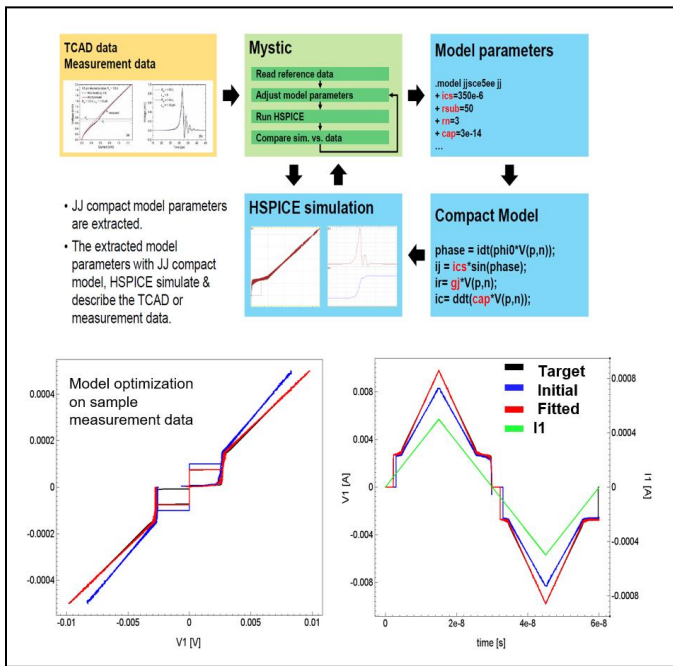 TCAD data
Measurement data
Mystic
Read reference data
Adjust model parameters
Run HSPICE
Compare sim. vs. data
Model parameters
.model jjsce5ee jj
+ ics=350e-6
+ rsub=50
+ rn=3
+ cap=3e-14
...
• JJ compact model parameters
are extracted.
• The extracted model
parameters with JJ compact
model, HSPICE simulate &
describe the TCAD or
measurement data.
HSPICE simulation
Compact Model
phase = idt(phi0*V(p,n));
ij = ics*sin(phase);
ir= gj*V(p,n);
ic= ddt(cap*V(p,n));
Model optimization
on sample
measurement data
0.0004
0.0002
0
-0.0002
-0.0004
-0.01
-0.005
0
0.005
0.01
V1 [V]
Target
Initial
Fitted
I1
V1 [A]
0.008
0.004
0
-0.004
-0.008
I1 [A]
0.0008
0.0004
0
-0.0004
-0.0008
0
2e-8
4e-8
6e-8
time [s]